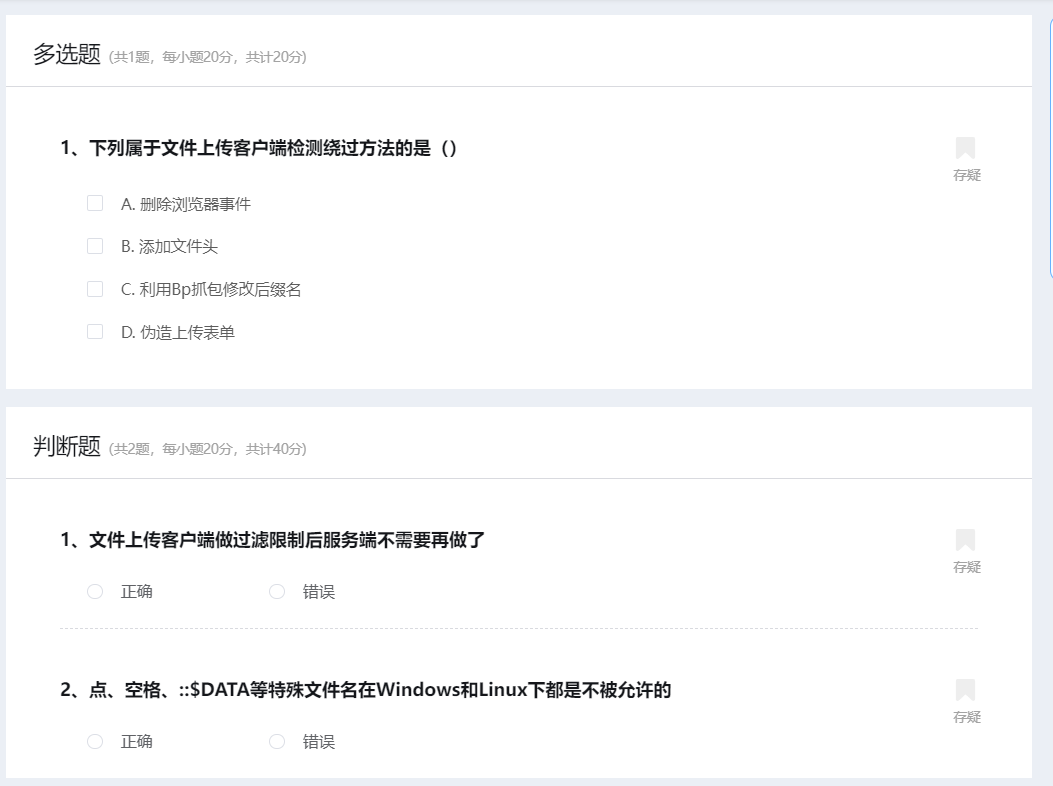 多选题 (共1题，每小题20分，共计20分)
1、下列属于文件上传客户端检测绕过方法的是（）
存疑
A. 删除浏览器事件
B. 添加文件头
C. 利用Bp抓包修改后缀名
D. 伪造上传表单
判断题 (共2题，每小题20分，共计40分)
1、文件上传客户端做过滤限制后服务端不需要再做了
存疑
正确 错误
2、点、空格、::$DATA等特殊文件名在Windows和Linux下都是不被允许的
存疑
正确 错误